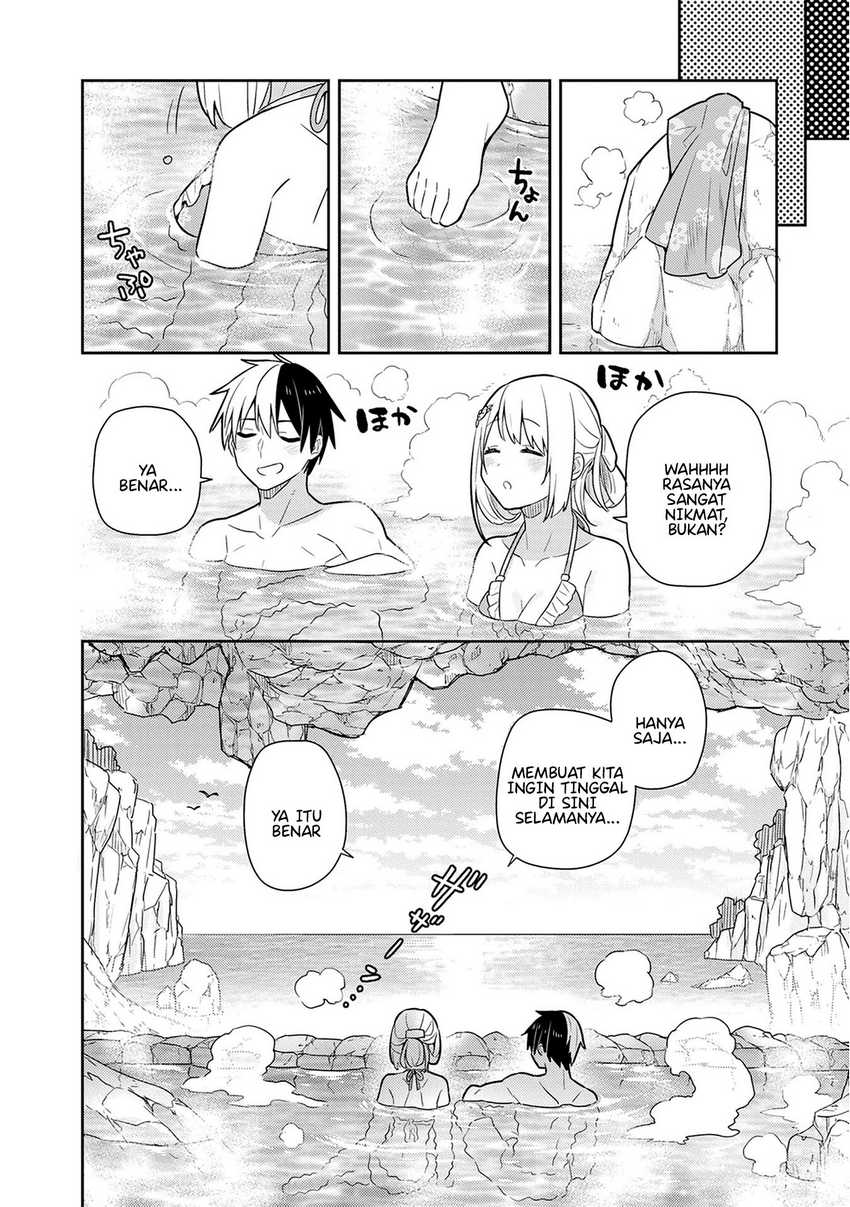 ちょん
ちゃぷ
WAHHHH
RASANYA
SANGAT
NIKMAT,
BUKAN?
ほか
ほか
YA
BENAR...
HANYA
SAJA...
MEMBUAT KITA
INGIN TINGGAL
DI SINI
SELAMANYA...
YA ITU
BENAR
ザザーン...